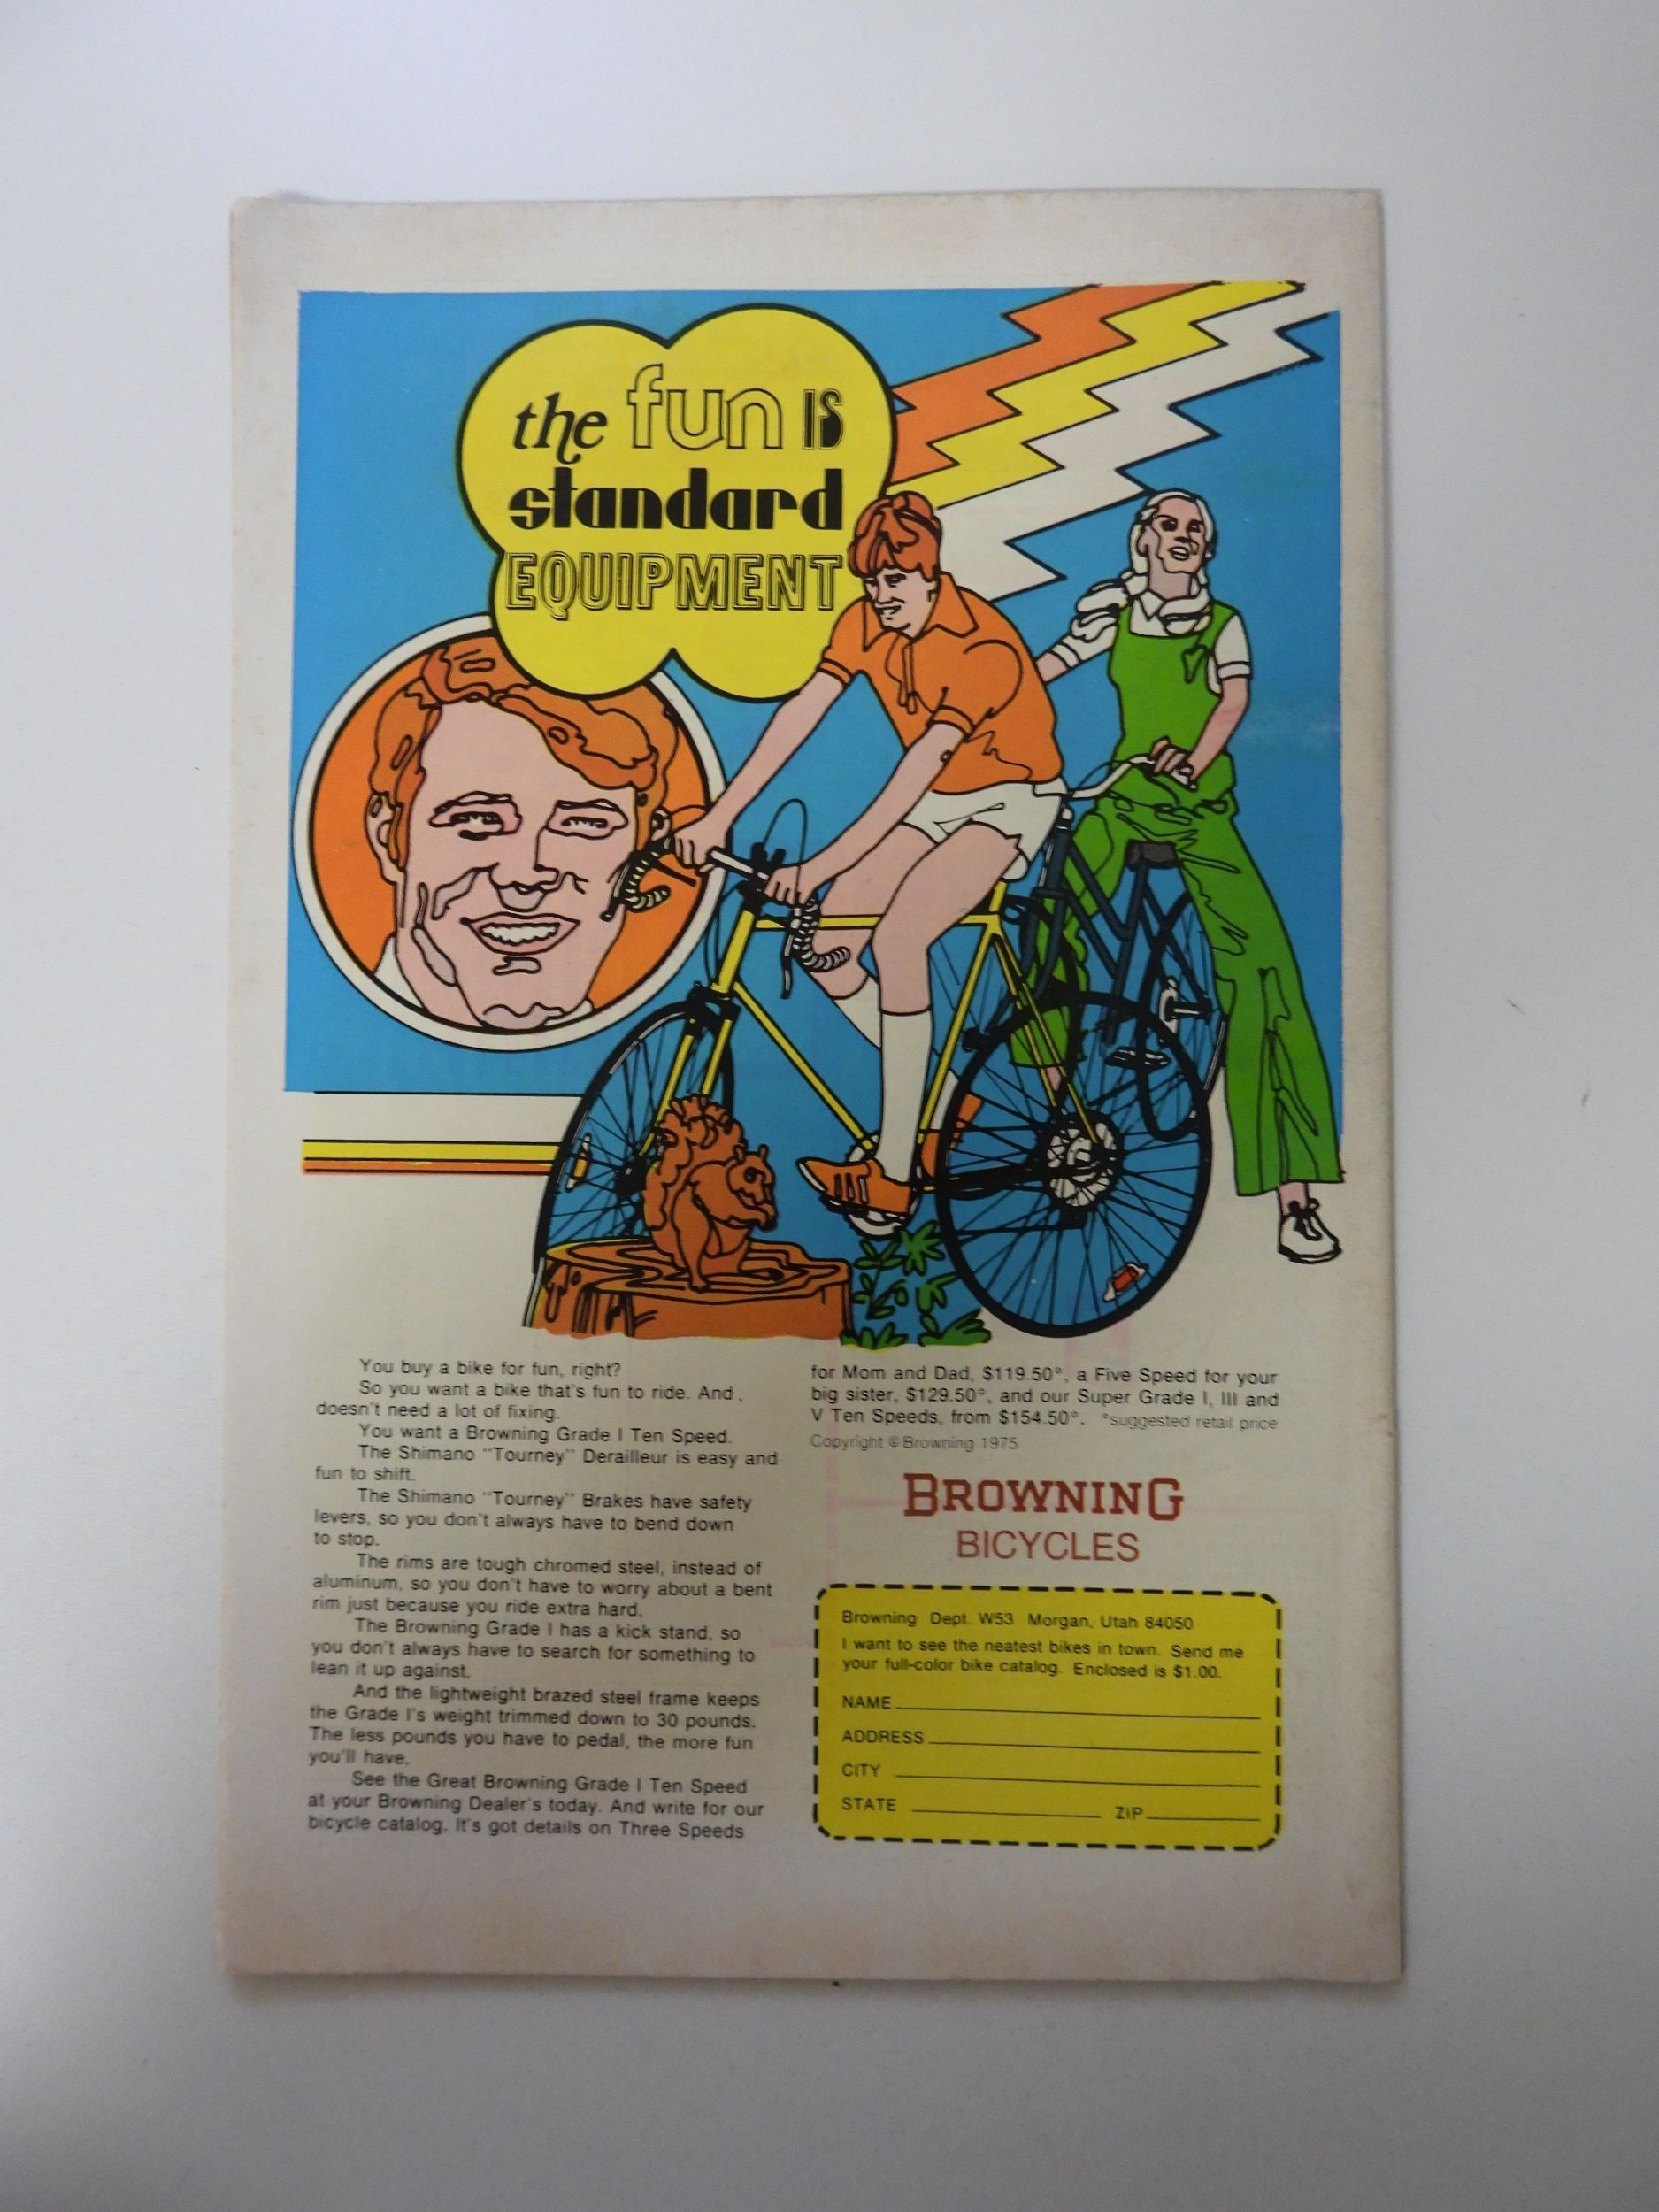 the fun IS
standard
EQUIPMENT
You buy a bike for fun, right?
So you want a bike that's fun to ride. And
doesn't need a lot of fixing.
You want a Browning Grade I Ten Speed.
The Shimano "Tourney" Derailleur is easy and
fun to shift.
The Shimano "Tourney" Brakes have safety
levers, so you don't always have to bend down
to stop.
The rims are tough chromed steel, instead of
aluminum, so you don't have to worry about a bent
rim just because you ride extra hard.
The Browning Grade I has a kick stand, so
you don't always have to search for something to
lean it up against.
And the lightweight brazed steel frame keeps
the Grade I's weight trimmed down to 30 pounds.
The less pounds you have to pedal, the more fun
you'll have.
See the Great Browning Grade I Ten Speed
at your Browning Dealer's today. And write for our
bicycle catalog. It's got details on Three Speeds
for Mom and Dad, $119.50*, a Five Speed for your
big sister, $129.50*, and our Super Grade I, III and
V Ten Speeds, from $154.50*. *suggested retail price
Copyright © Browning 1975
BROWNING
BICYCLES
Browning Dept. W53 Morgan, Utah 84050
I want to see the neatest bikes in town. Send me
your full-color bike catalog. Enclosed is $1.00.
NAME
ADDRESS
CITY
STATE ZIP